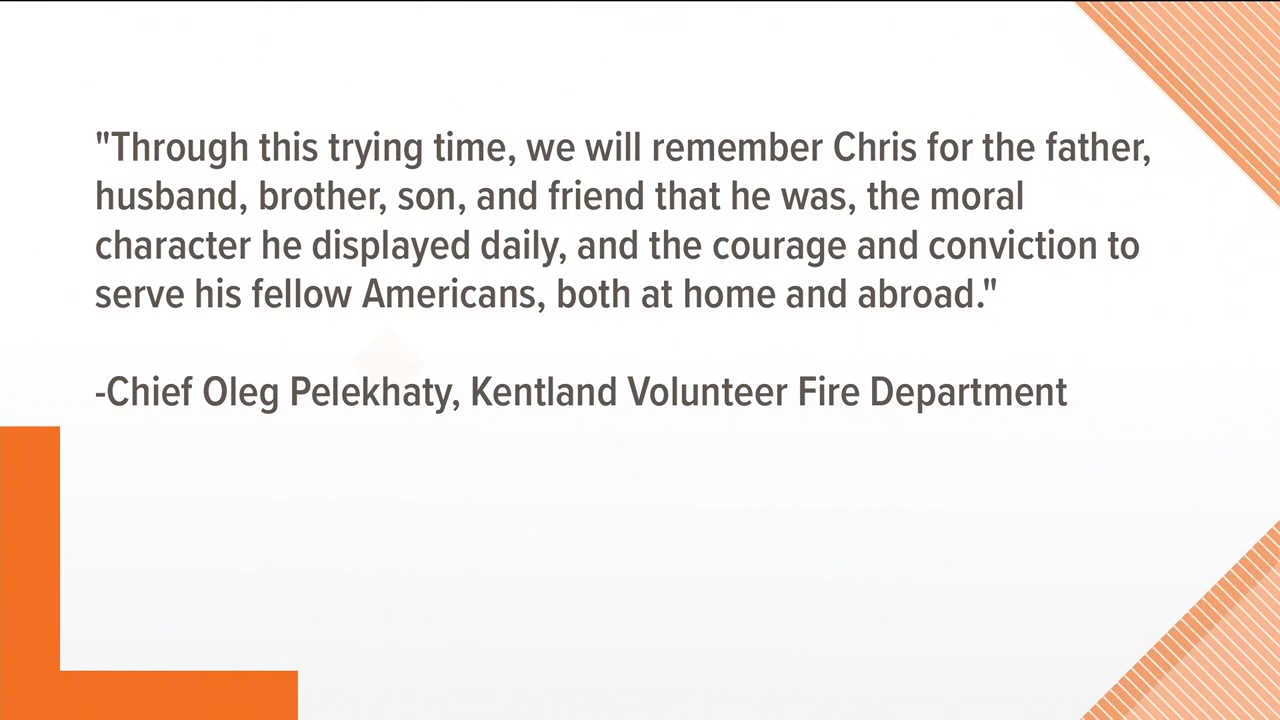 "Through this trying time, we will remember Chris for the father,
husband, brother, son, and friend that he was, the moral
character he displayed daily, and the courage and conviction to
serve his fellow Americans, both at home and abroad."
-Chief Oleg Pelekhaty, Kentland Volunteer Fire Department